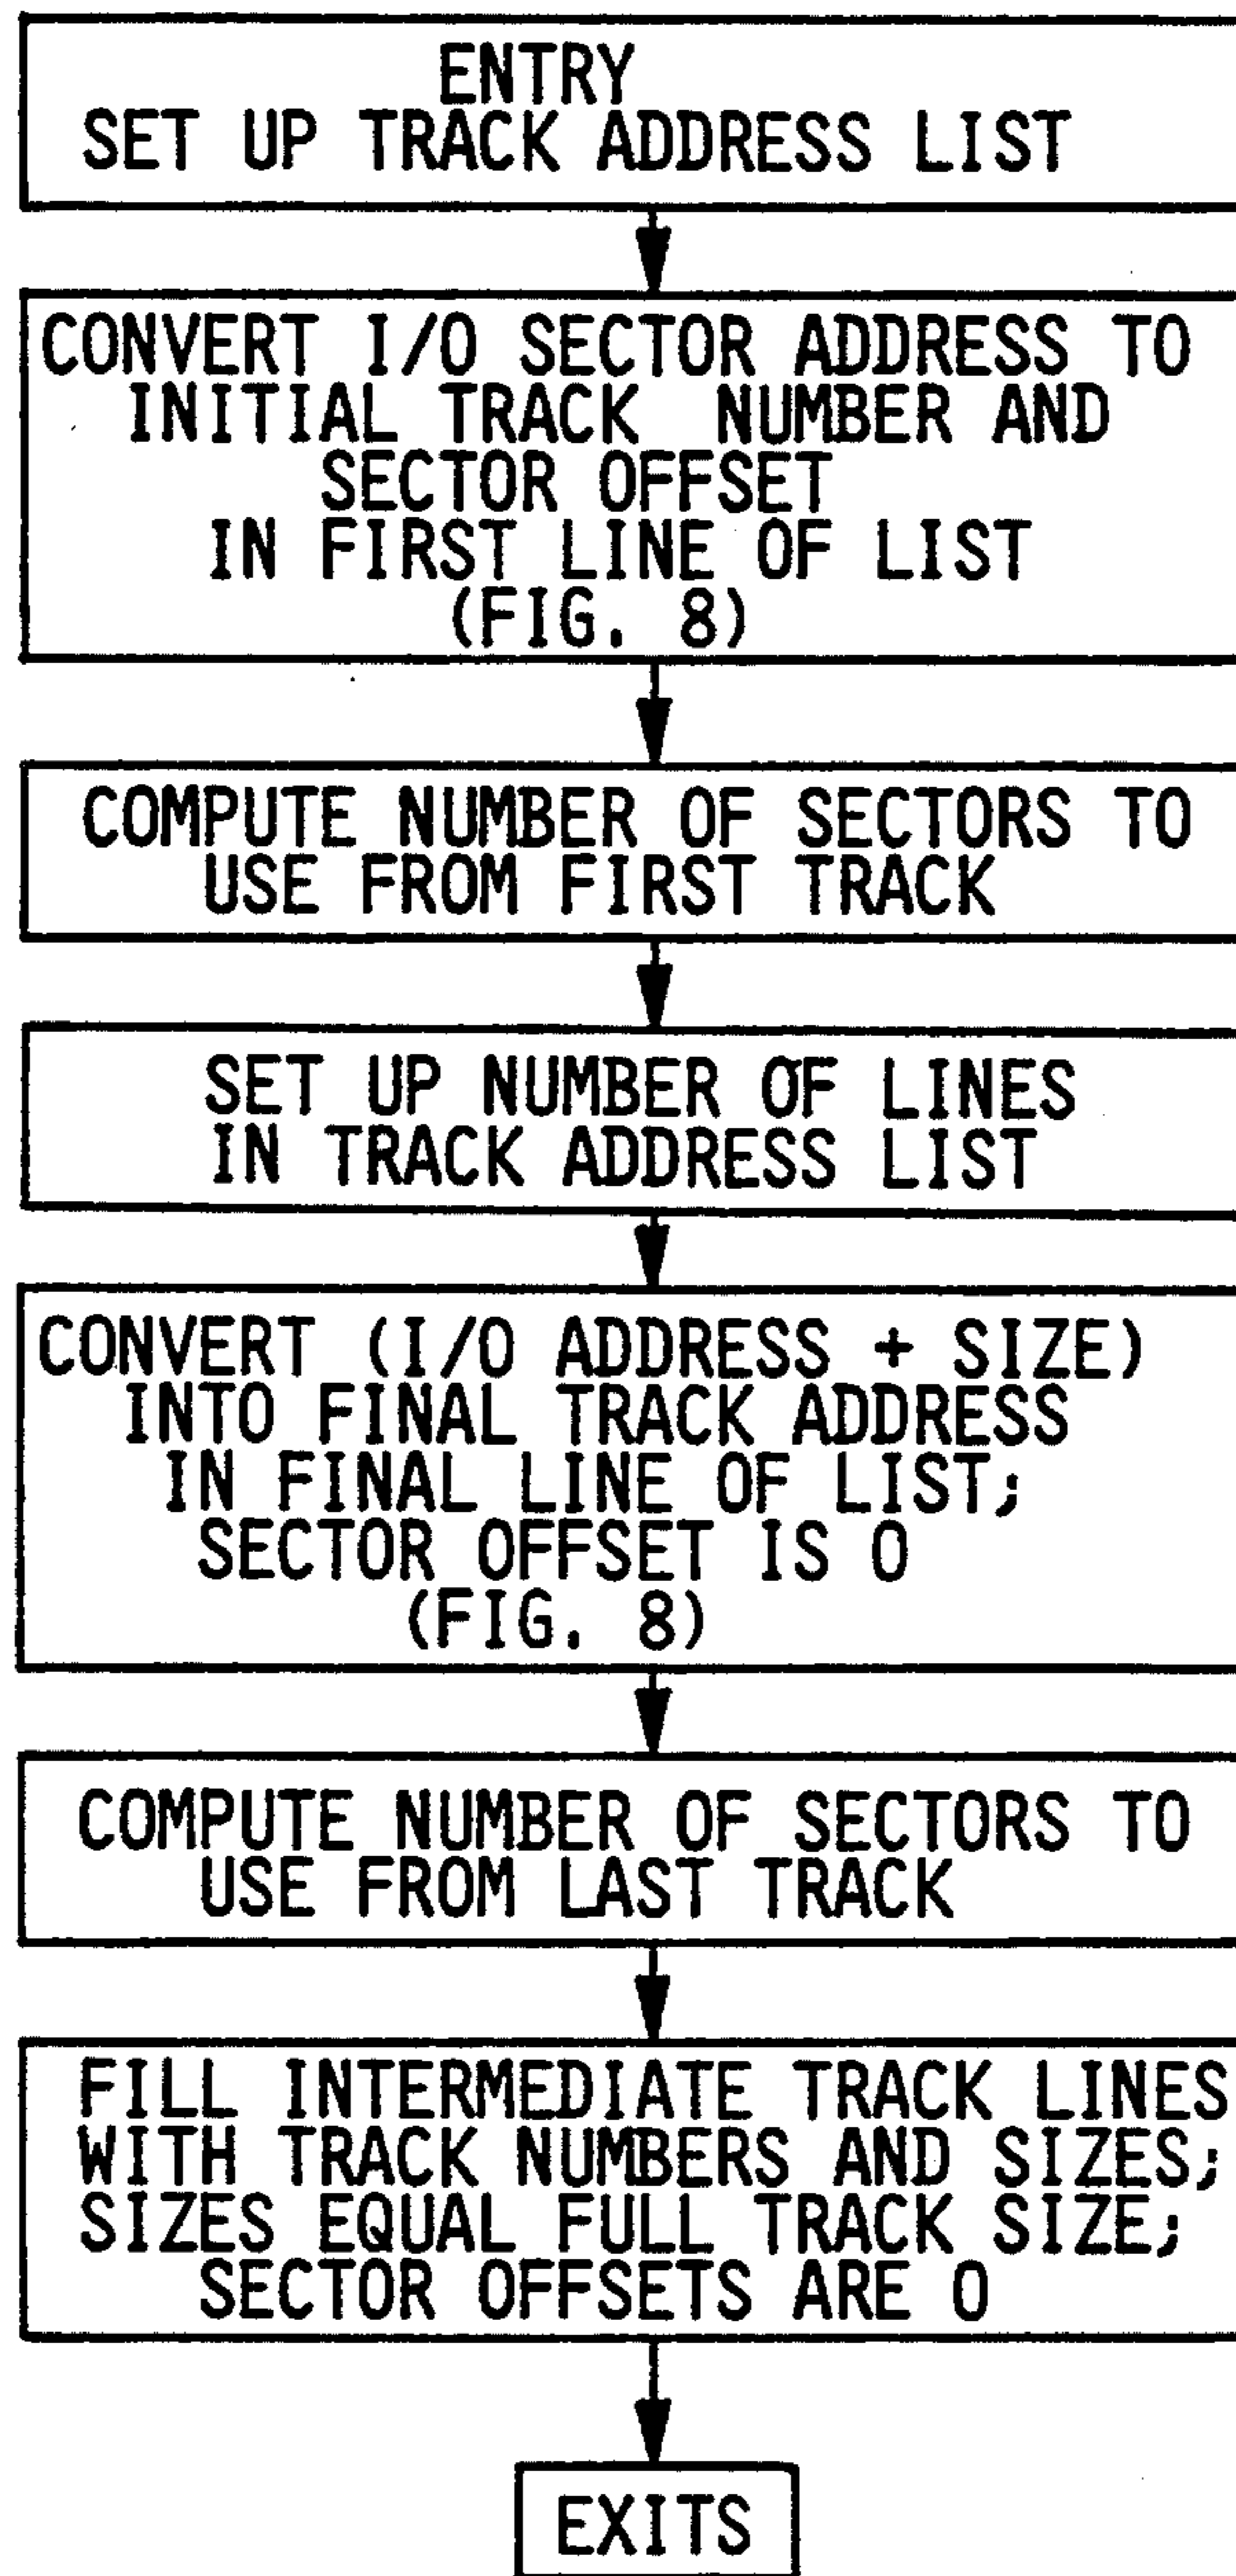 ENTRY
SET UP TRACK ADDRESS LIST
CONVERT I/O SECTOR ADDRESS TO
INITIAL TRACK NUMBER AND
SECTOR OFFSET
IN FIRST LINE OF LIST
(FIG. 8)
COMPUTE NUMBER OF SECTORS TO
USE FROM FIRST TRACK
SET UP NUMBER OF LINES
IN TRACK ADDRESS LIST
CONVERT (I/O ADDRESS + SIZE)
INTO FINAL TRACK ADDRESS
IN FINAL LINE OF LIST;
SECTOR OFFSET IS 0
(FIG. 8)
COMPUTE NUMBER OF SECTORS TO
USE FROM LAST TRACK
FILL INTERMEDIATE TRACK LINES
WITH TRACK NUMBERS AND SIZES;
SIZES EQUAL FULL TRACK SIZE;
SECTOR OFFSETS ARE 0
EXITS